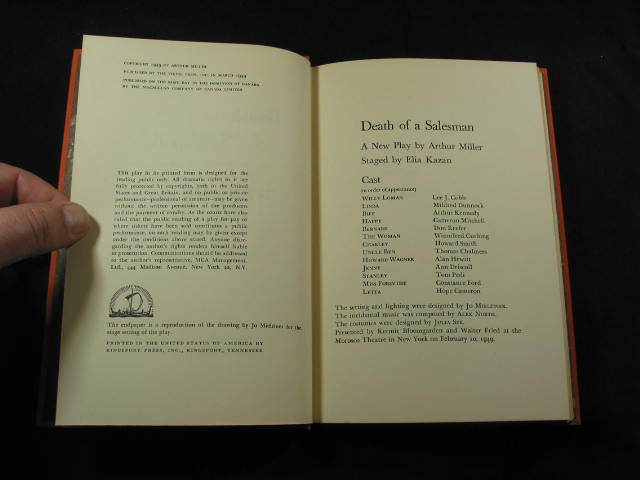 COPYRIGHT 1949 BY ARTHUR MILLER
PUBLISHED BY THE VIKING PRESS, INC. IN MARCH 1949
PUBLISHED ON THE SAME DAY IN THE DOMINION OF CANADA
BY THE MACMILLAN COMPANY OF CANADA LIMITED
This play in its printed form is designed for the
reading public only. All dramatic rights in it are
fully protected by copyrights, both in the United
States and Great Britain, and no public or private
performance—professional or amateur—may be given
without the written permission of the producers
and the payment of royalty. As the courts have also
ruled that the public reading of a play for pay or
where tickets have been sold constitutes a public
performance, no such reading may be given except
under the conditions above stated. Anyone disre-
garding the author's rights renders himself liable
to prosecution. Communications should be addressed
to the author's representative, MCA Management,
Ltd., 444 Madison Avenue, New York 22, N.Y.
The endpaper is a reproduction of the drawing by Jo Mielziner for the
stage setting of the play.
PRINTED IN THE UNITED STATES OF AMERICA BY
KINGSPORT PRESS, INC., KINGSPORT, TENNESSEE
Death of a Salesman
A New Play by Arthur Miller
Staged by Elia Kazan
Cast
(in order of appearance)
WILLY LOMAN Lee J. Cobb
LINDA Mildred Dunnock
BIFF Arthur Kennedy
HAPPY Cameron Mitchell
BERNARD Don Keefer
THE WOMAN Winnifred Cushing
CHARLEY Howard Smith
UNCLE BEN Thomas Chalmers
HOWARD WAGNER Alan Hewitt
JENNY Ann Driscoll
STANLEY Tom Pedi
MISS FORSYTHE Constance Ford
LETTA Hope Cameron
The setting and lighting were designed by JO MIELZINER.
The incidental music was composed by ALEX NORTH.
The costumes were designed by JULIA SZE.
Presented by Kermit Bloomgarden and Walter Fried at the
Morosco Theatre in New York on February 10, 1949.